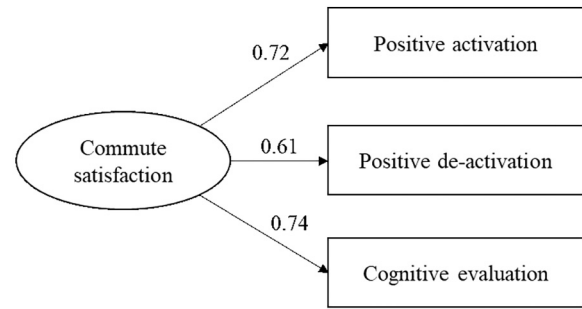 Positive activation
0.72
Commute
satisfaction
0.61
Positive de-activation
0.74
Cognitive evaluation